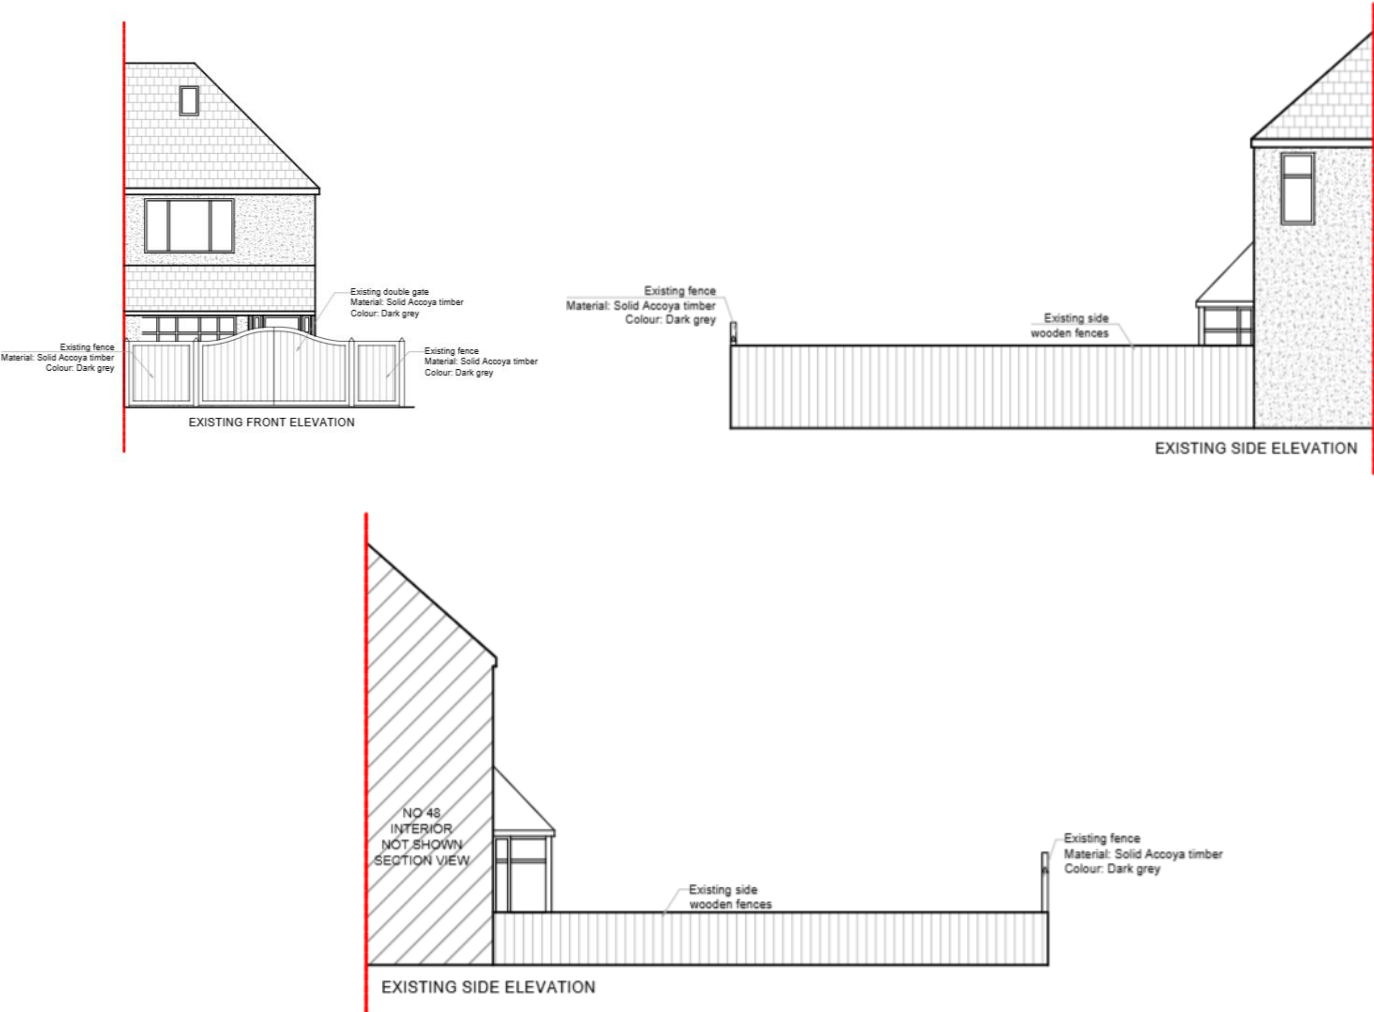 Existing double gate
Material: Solid Accoya timber
Colour: Dark grey
Existing fence
Material: Solid Accoya timber
Colour: Dark grey
Existing fence
Material: Solid Accoya timber
Colour: Dark grey
EXISTING FRONT ELEVATION
Existing fence
Material: Solid Accoya timber
Colour: Dark grey
Existing side
wooden fences
EXISTING SIDE ELEVATION
NO 48
INTERIOR
NOT SHOWN
SECTION VIEW
Existing side
wooden fences
Existing fence
Material: Solid Accoya timber
Colour: Dark grey
EXISTING SIDE ELEVATION